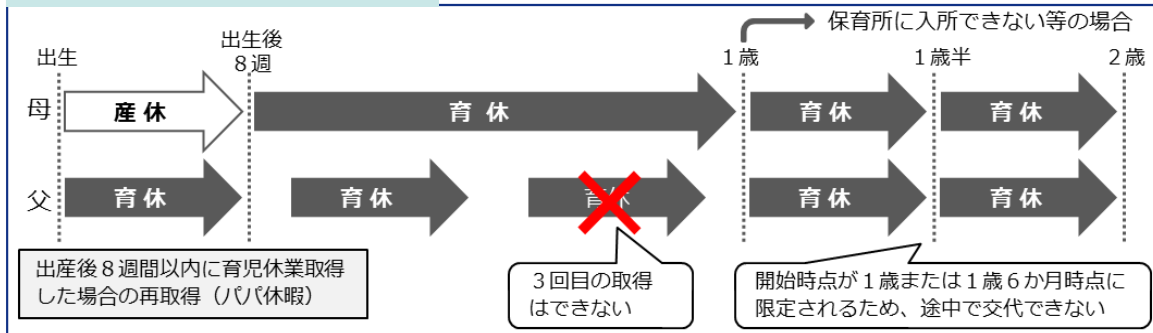 保育所に入所できない等の場合
出生
出生後
８週
１歳
１歳半
２歳
母
産休
育休
育休
育休
父
育休
育休
育休
育休
育休
出産後８週間以内に育児休業取得
した場合の再取得（パパ休暇）
３回目の取得
はできない
開始時点が１歳または１歳６か月時点に
限定されるため、途中で交代できない